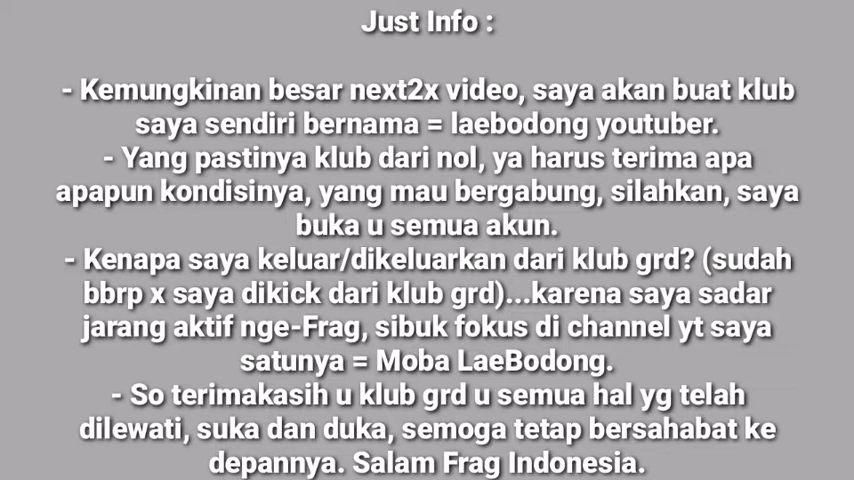 Just Info :
- Kemungkinan besar next2x video, saya akan buat klub
saya sendiri bernama = laebodong youtuber.
- Yang pastinya klub dari nol, ya harus terima apa
apapun kondisinya, yang mau bergabung, silahkan, saya
buka u semua akun.
- Kenapa saya keluar/dikeluarkan dari klub grd? (sudah
bbrp x saya dikick dari klub grd)...karena saya sadar
jarang aktif nge-Frag, sibuk fokus di channel yt saya
satunya = Moba LaeBodong.
- So terimakasih u klub grd u semua hal yg telah
dilewati, suka dan duka, semoga tetap bersahabat ke
depannya. Salam Frag Indonesia.